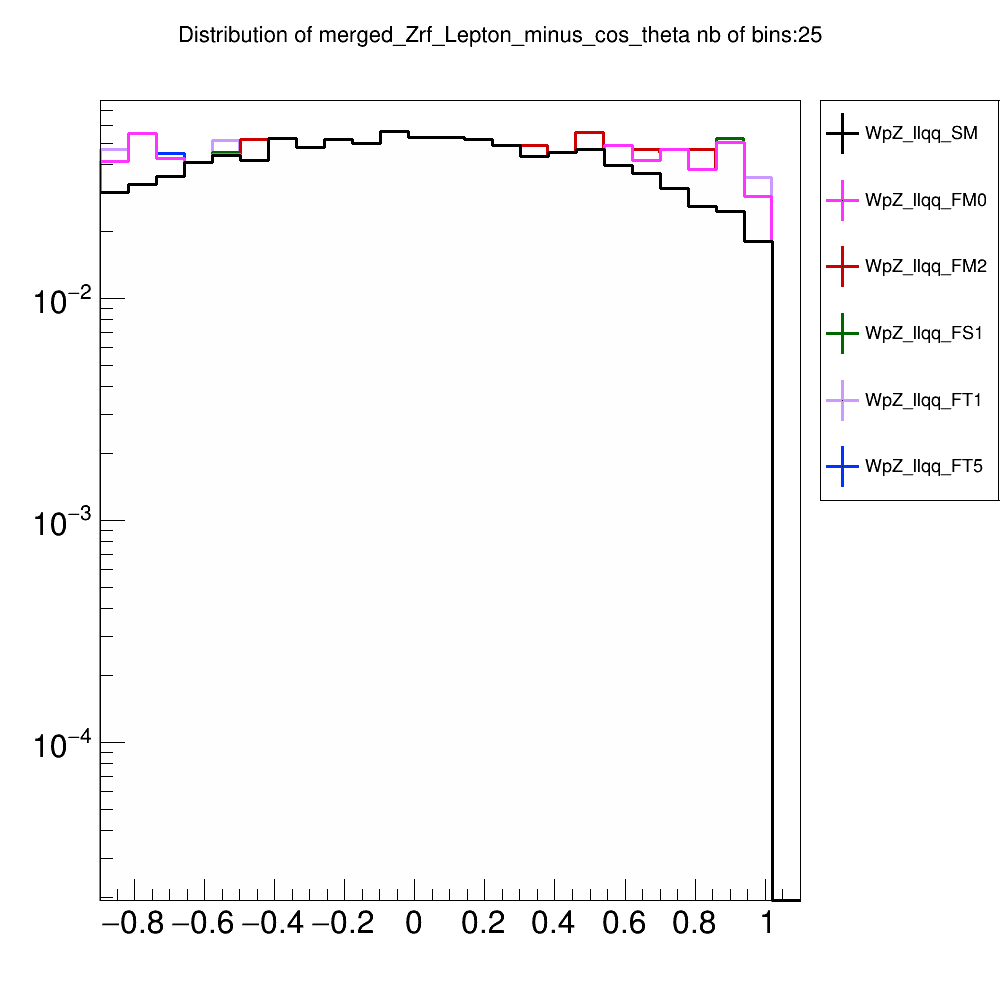 Distribution of merged_Zrf_Lepton_minus_cos_theta nb of bins:25
WpZ_llqq_SM
WpZ_llqq_FM0
WpZ_llqq_FM2
WpZ_llqq_FS1
WpZ_llqq_FT1
WpZ_llqq_FT5
10⁻²
10⁻³
10⁻⁴
−0.8 −0.6 −0.4 −0.2 0 0.2 0.4 0.6 0.8 1